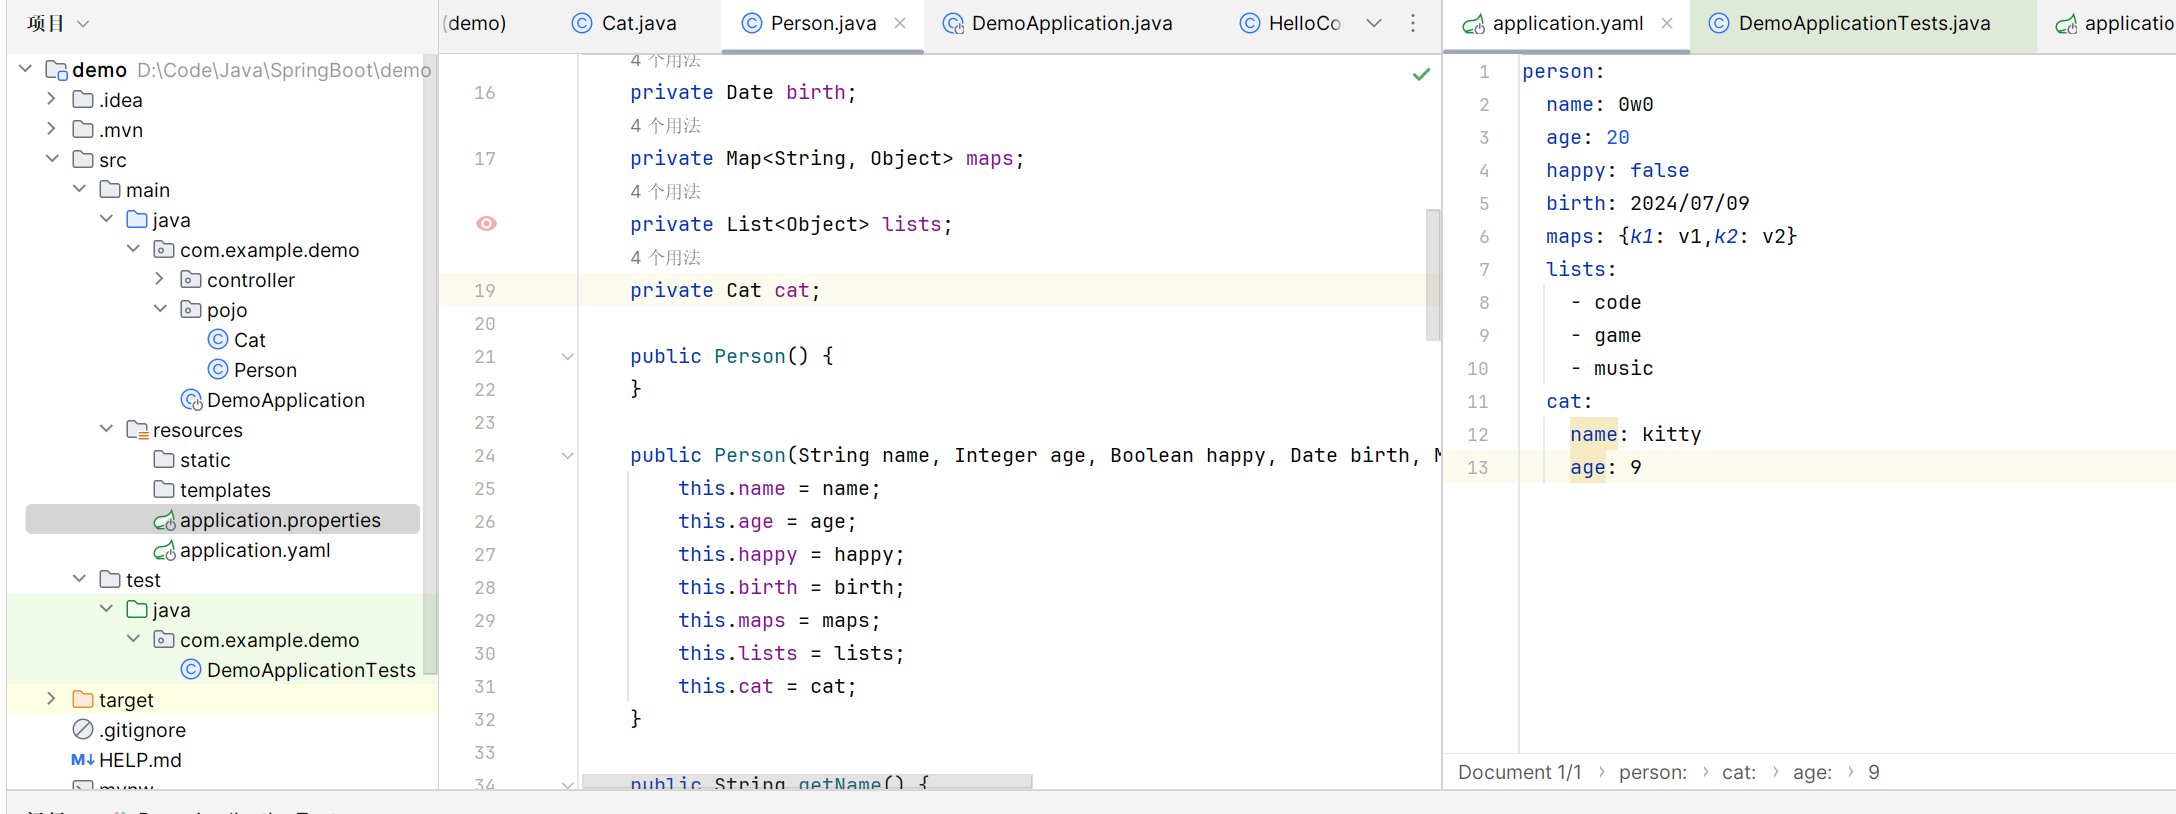 项目
demo D:\Code\Java\SpringBoot\demo
.idea
.mvn
src
main
java
com.example.demo
controller
pojo
Cat
Person
DemoApplication
resources
static
templates
application.properties
application.yaml
test
java
com.example.demo
DemoApplicationTests
target
.gitignore
M↓ HELP.md
mvnw
(demo) Cat.java Person.java DemoApplication.java HelloCo
4 个用法
16 private Date birth;
4 个用法
17 private Map<String, Object> maps;
4 个用法
private List<Object> lists;
4 个用法
19 private Cat cat;
20
21 public Person() {
22 }
23
24 public Person(String name, Integer age, Boolean happy, Date birth, M
25 this.name = name;
26 this.age = age;
27 this.happy = happy;
28 this.birth = birth;
29 this.maps = maps;
30 this.lists = lists;
31 this.cat = cat;
32 }
33
34 public String getName() {
application.yaml DemoApplicationTests.java applicatio
1 person:
2 name: 0w0
3 age: 20
4 happy: false
5 birth: 2024/07/09
6 maps: {k1: v1,k2: v2}
7 lists:
8 - code
9 - game
10 - music
11 cat:
12 name: kitty
13 age: 9
Document 1/1 › person: › cat: › age: › 9